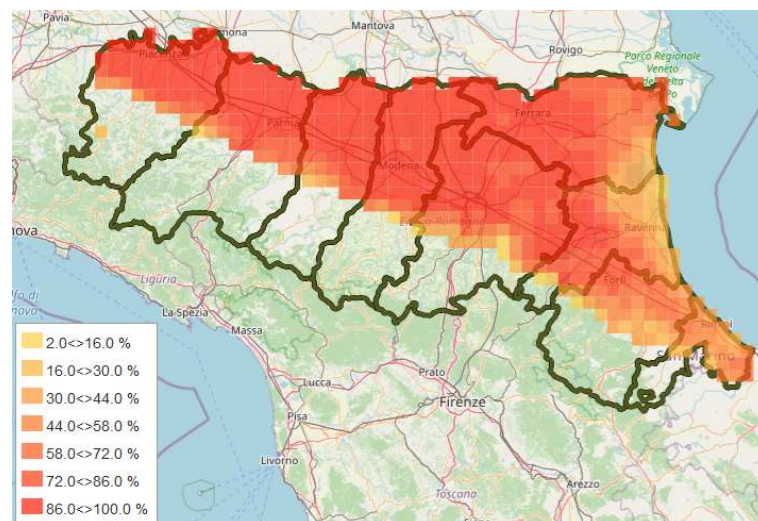 Pavia
Mantova
Rovigo
Piacenza
Parco Regionale
Veneto
Ferrara
Parma
Modena
Ravenna
Forlì
Rimini
Liguria
La-Spezia
Massa
Lucca
Prato
Firenze
Pisa
Livorno
Arezzo
Toscana
2.0<>16.0 %
16.0<>30.0 %
30.0<>44.0 %
44.0<>58.0 %
58.0<>72.0 %
72.0<>86.0 %
86.0<>100.0 %